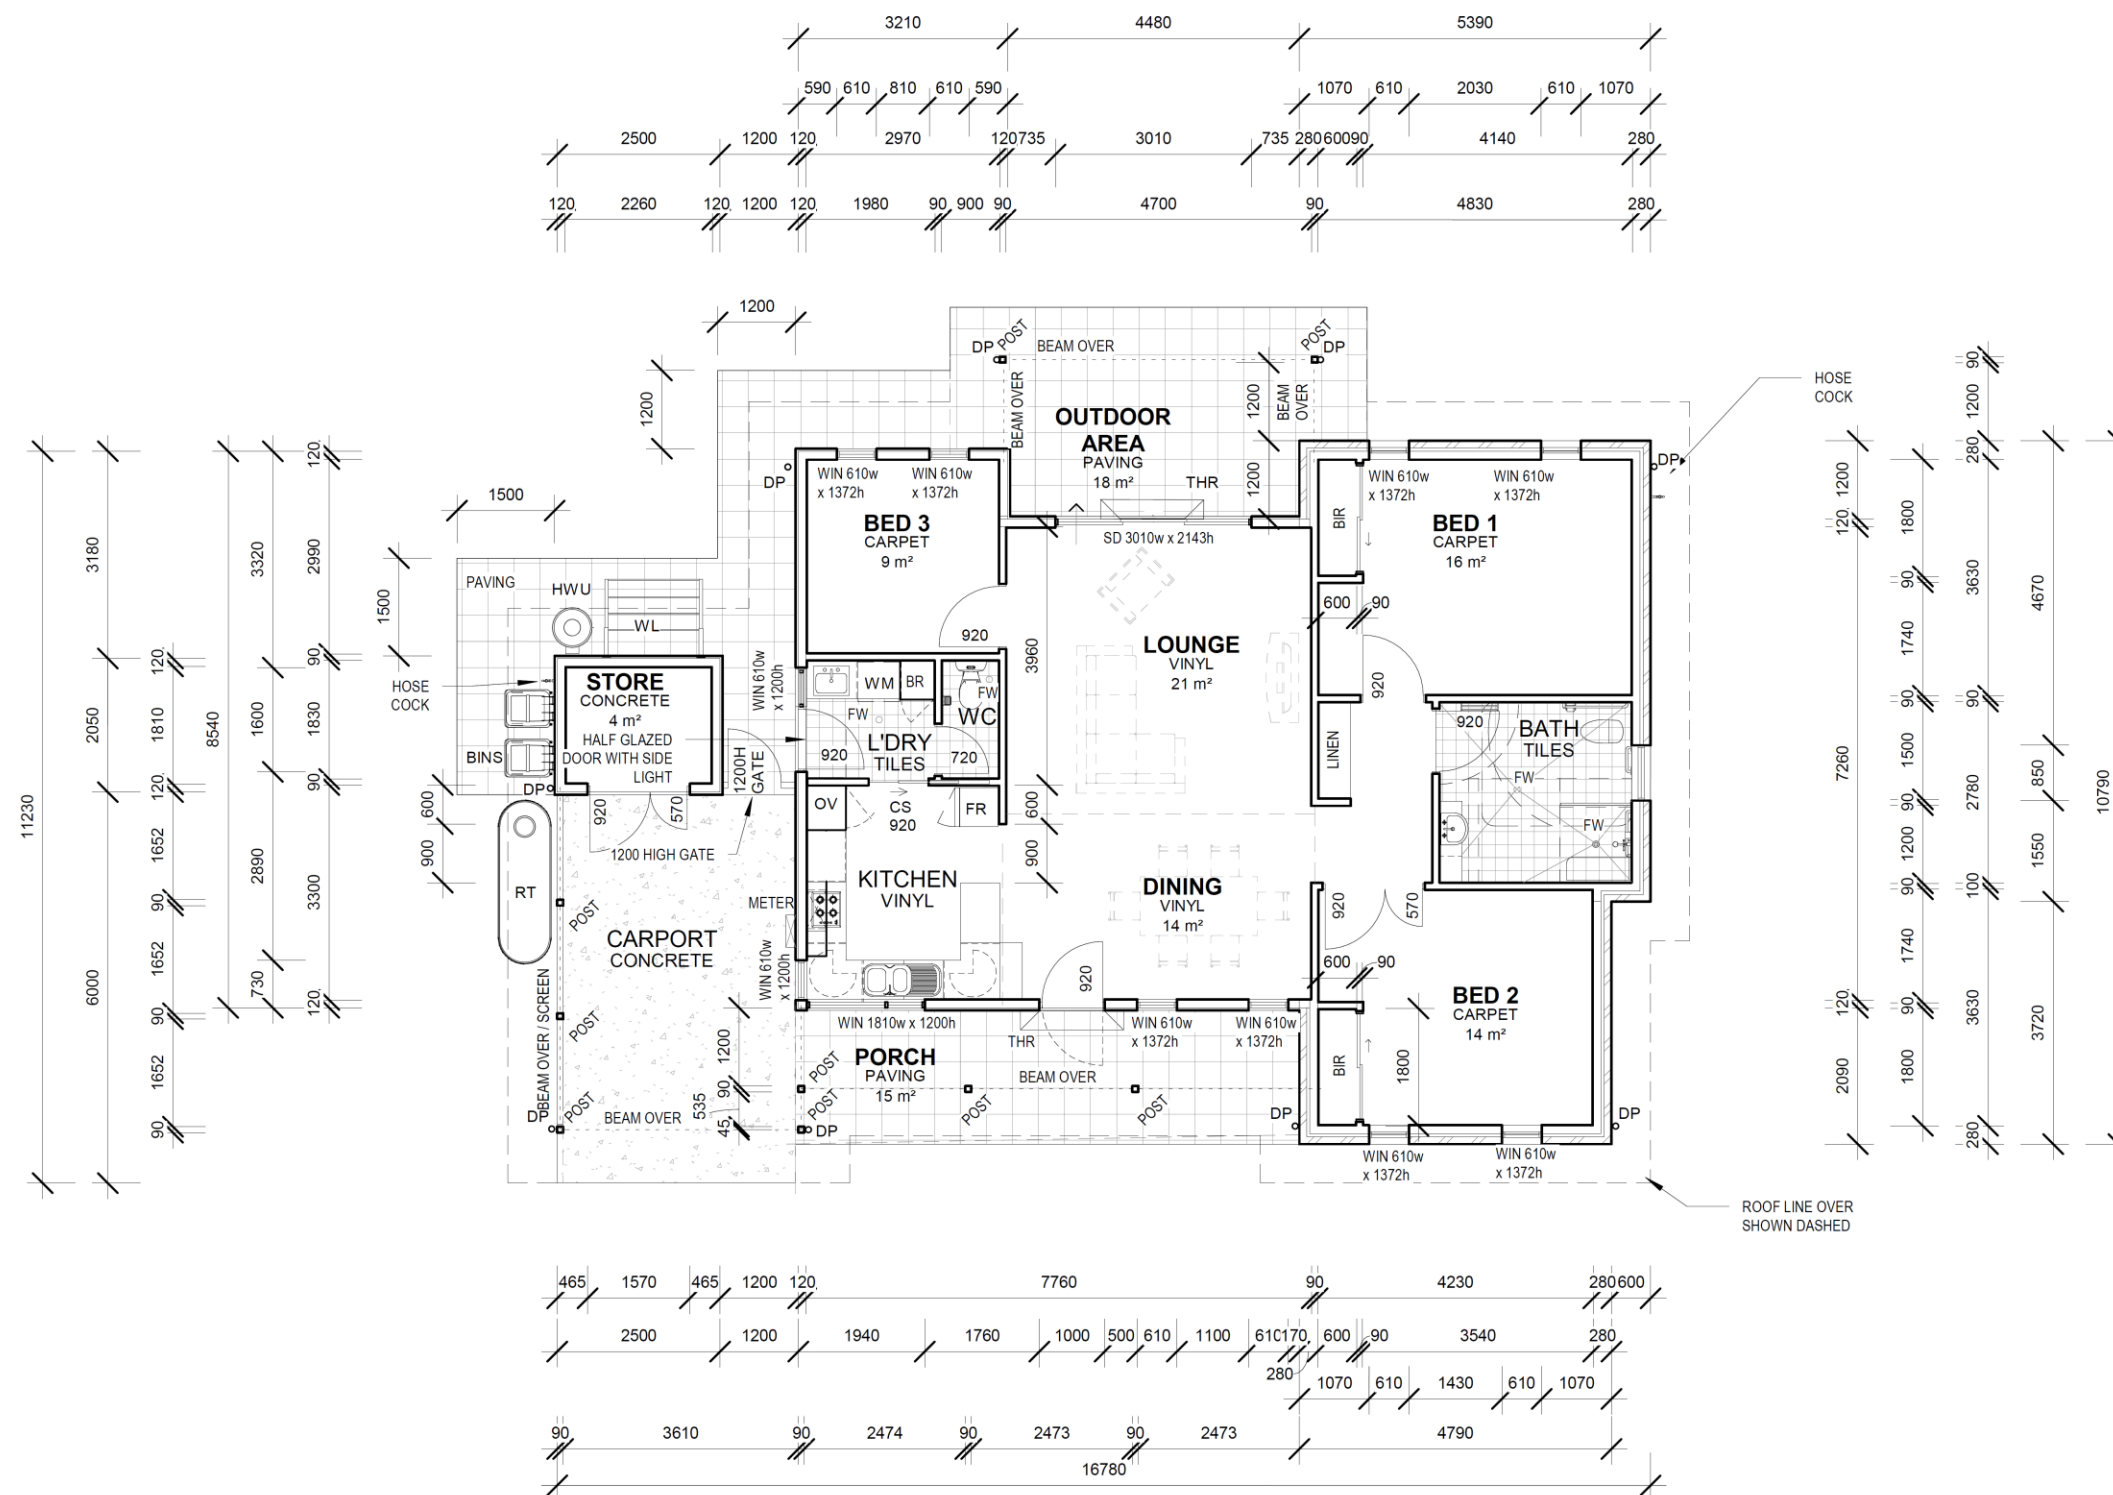 3210 4480 5390
590 610 810 610 590 1070 610 2030 610 1070
2500 1200 120 2970 120 735 3010 735 280 600 90 4140 280
120 2260 120 1200 120 1980 90 900 90 4700 90 4830 280
1200
DP POST BEAM OVER POST DP
HOSE
COCK
1200
BEAM OVER
OUTDOOR
AREA
PAVING
18 m²
THR
1200
1200
BEAM
OVER
DP
WIN 610w
x 1372h
WIN 610w
x 1372h
BED 3
CARPET
9 m²
920
SD 3010w x 2143h
WIN 610w
x 1372h
WIN 610w
x 1372h
DP
BIR
BED 1
CARPET
16 m²
600 90
920
1500
1500
PAVING
HWU
WL
HOSE
COCK
STORE
CONCRETE
4 m²
HALF GLAZED
DOOR WITH SIDE
LIGHT
BINS
DP
920
570
1200H
GATE
1200 HIGH GATE
WIN 610w
x 1200h
WM
BR
FW
FW
WC
L'DRY
TILES
920
720
3960
LOUNGE
VINYL
21 m²
LINEN
920
BATH
TILES
FW
FW
OV
CS
920
FR
600
900
KITCHEN
VINYL
DINING
VINYL
14 m²
920
920
570
600 90
RT
POST
POST
POST
METER
CARPORT
CONCRETE
WIN 610w
x 1200h
BEAM OVER / SCREEN
DP
BEAM OVER
1200
90
535
45
WIN 1810w x 1200h
THR
WIN 610w
x 1372h
WIN 610w
x 1372h
PORCH
PAVING
15 m²
BEAM OVER
POST
POST
POST
POST
DP
DP
BED 2
CARPET
14 m²
BIR
1800
DP
WIN 610w
x 1372h
WIN 610w
x 1372h
ROOF LINE OVER
SHOWN DASHED
11230
3180 2050 6000
120 1810 120 1652 90 1652 90 1652 90
8540
3320 1600 2890 730
120 2990 90 1830 90 3300 120
600
900
1200 120 7260 120 2090
1800 90 1740 90 1500 90 1200 90 1740 90 1800
90 1200 280 3630 90 2780 100 3630 280
4670 850 1550 3720
10790
465 1570 465 1200 120 7760 90 4230 280 600
2500 1200 1940 1760 1000 500 610 1100 610 170 600 90 3540 280
280
1070 610 1430 610 1070
90 3610 90 2474 90 2473 90 2473 4790
16780